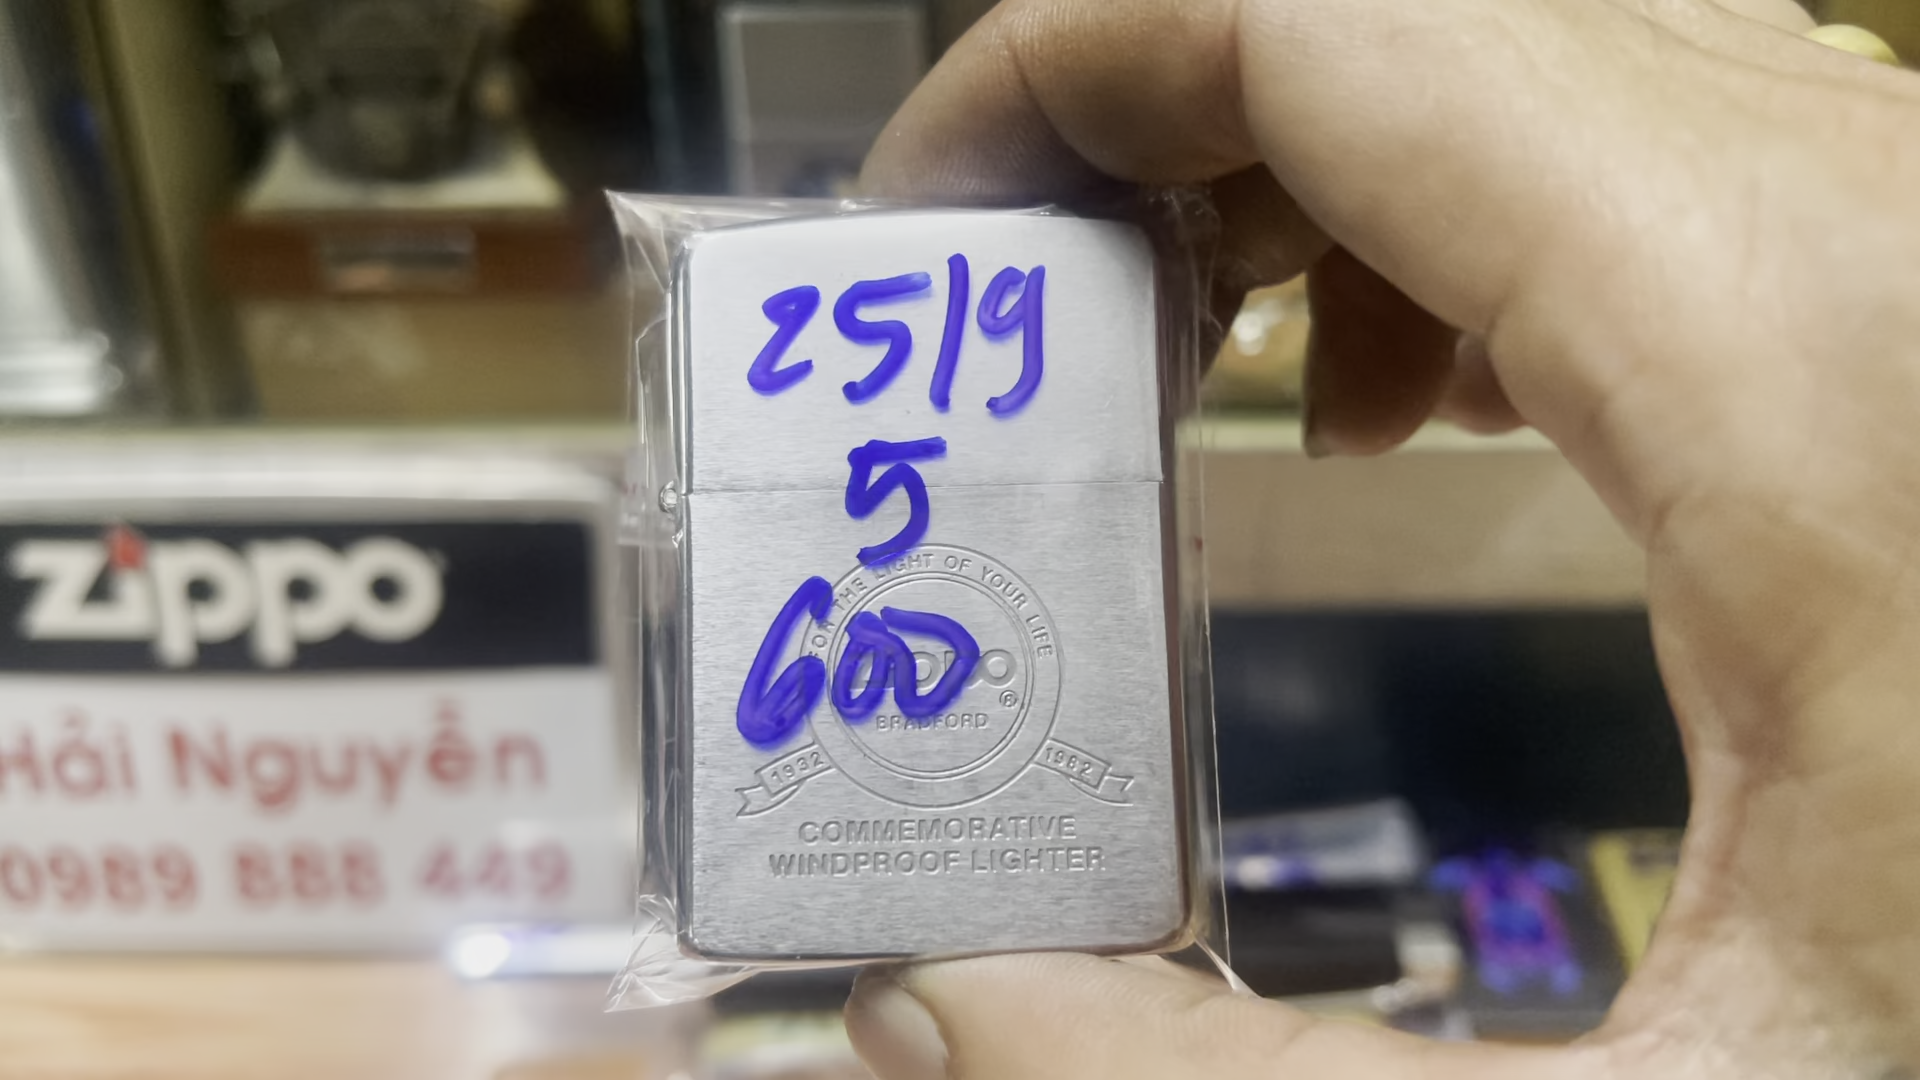 25/9
5
600
FOR THE LIGHT OF YOUR LIFE
zippo
®
BRADFORD
1932 1982
COMMEMORATIVE
WINDPROOF LIGHTER
zippo
Hải Nguyễn
0989 888 449